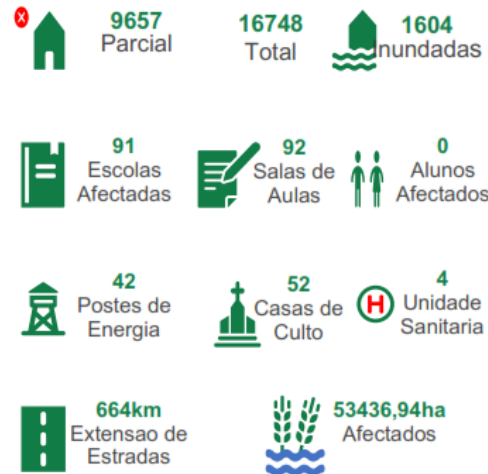 9657
Parcial
16748
Total
1604
Inundadas
91
Escolas
Afectadas
92
Salas de
Aulas
0
Alunos
Afectados
42
Postes de
Energia
52
Casas de
Culto
H
4
Unidade
Sanitaria
664km
Extensao de
Estradas
53436,94ha
Afectados